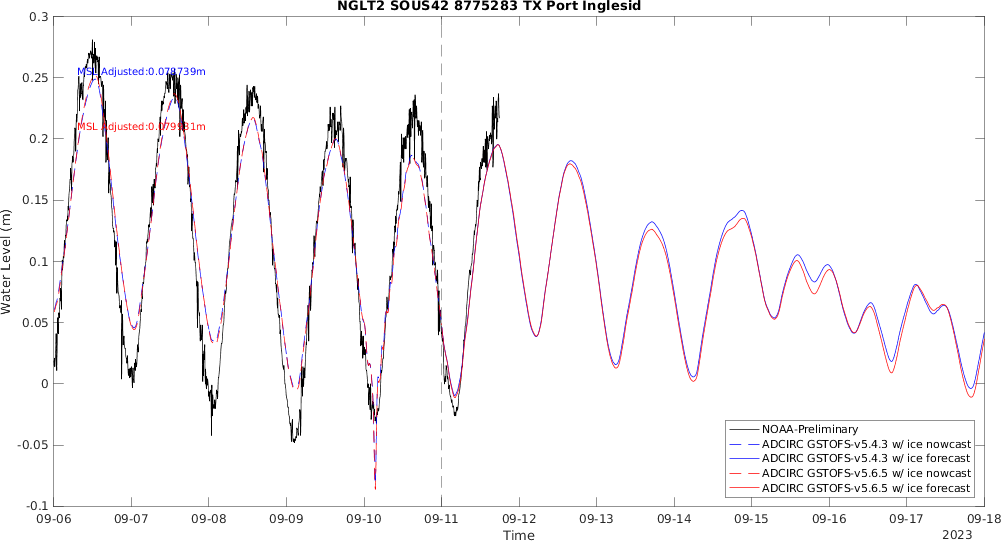 NGLT2 SOUS42 8775283 TX Port Inglesid
0.3
0.25
0.2
0.15
0.1
0.05
0
-0.05
-0.1
Water Level (m)
MSL Adjusted:0.078739m
MSL Adjusted:0.079931m
NOAA-Preliminary
ADCIRC GSTOFS-v5.4.3 w/ ice nowcast
ADCIRC GSTOFS-v5.4.3 w/ ice forecast
ADCIRC GSTOFS-v5.6.5 w/ ice nowcast
ADCIRC GSTOFS-v5.6.5 w/ ice forecast
09-06 09-07 09-08 09-09 09-10 09-11 09-12 09-13 09-14 09-15 09-16 09-17 09-18
Time
2023